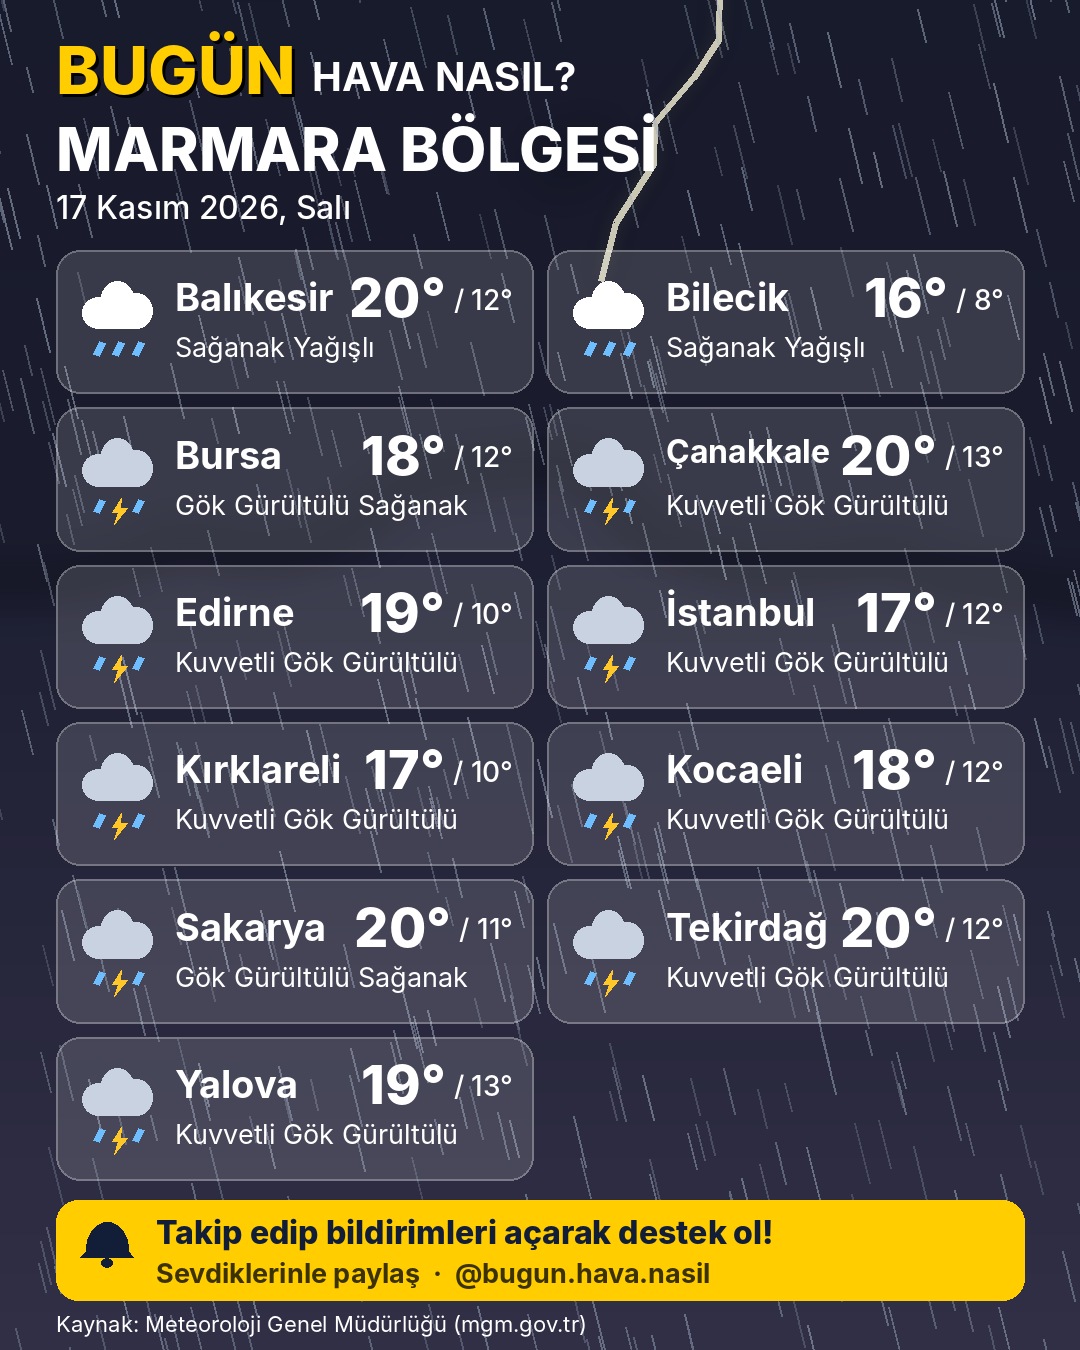 BUGÜN HAVA NASIL?
MARMARA BÖLGESİ
17 Kasım 2026, Salı
Balıkesir 20° / 12°
Sağanak Yağışlı
Bilecik 16° / 8°
Sağanak Yağışlı
Bursa 18° / 12°
Gök Gürültülü Sağanak
Çanakkale 20° / 13°
Kuvvetli Gök Gürültülü
Edirne 19° / 10°
Kuvvetli Gök Gürültülü
İstanbul 17° / 12°
Kuvvetli Gök Gürültülü
Kırklareli 17° / 10°
Kuvvetli Gök Gürültülü
Kocaeli 18° / 12°
Kuvvetli Gök Gürültülü
Sakarya 20° / 11°
Gök Gürültülü Sağanak
Tekirdağ 20° / 12°
Kuvvetli Gök Gürültülü
Yalova 19° / 13°
Kuvvetli Gök Gürültülü
Takip edip bildirimleri açarak destek ol!
Sevdiklerinle paylaş · @bugun.hava.nasil
Kaynak: Meteoroloji Genel Müdürlüğü (mgm.gov.tr)